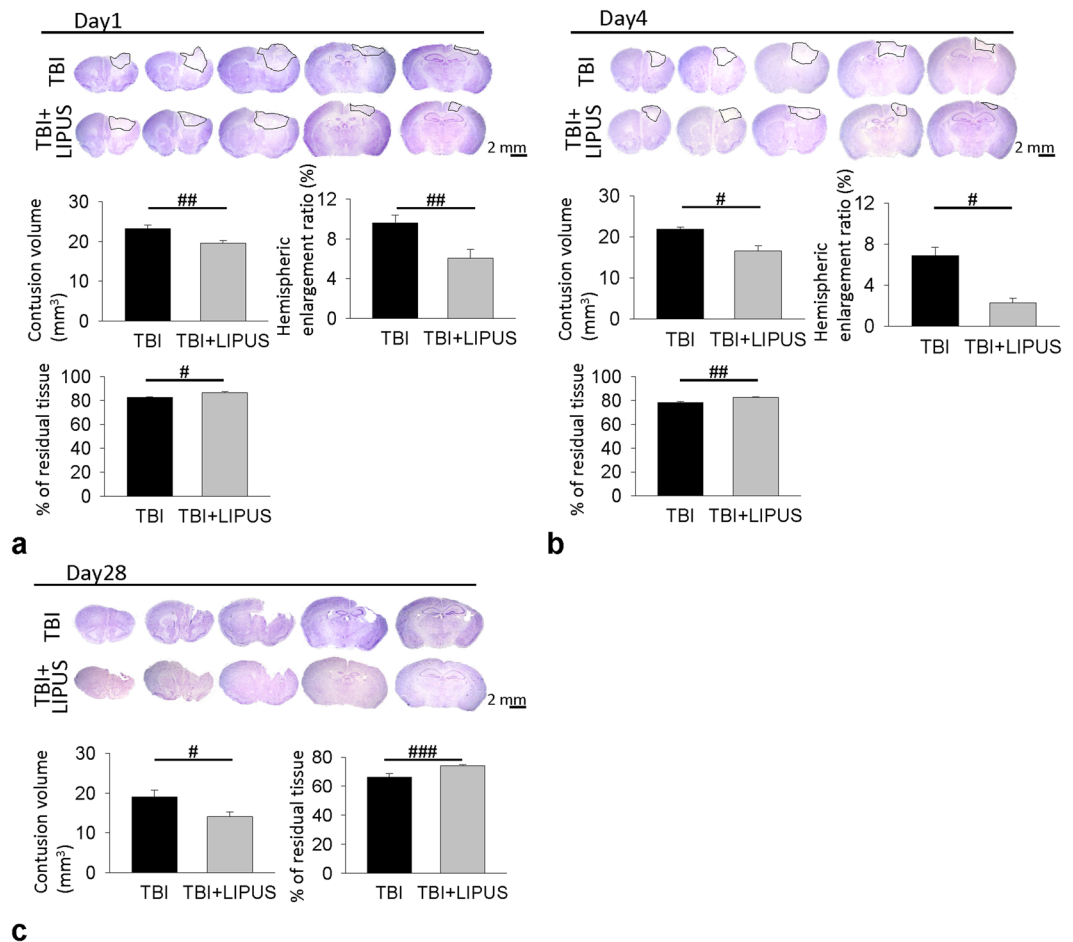 Day1
TBI
TBI+
LIPUS
2 mm
Contusion volume
(mm³)
30
20
10
0
##
TBI TBI+LIPUS
Hemispheric
enlargement ratio (%)
12
8
4
0
##
TBI TBI+LIPUS
% of residual tissue
100
80
60
40
20
0
#
TBI TBI+LIPUS
a
Day4
TBI
TBI+
LIPUS
2 mm
Contusion volume
(mm³)
30
20
10
0
#
TBI TBI+LIPUS
Hemispheric
enlargement ratio (%)
12
8
4
0
#
TBI TBI+LIPUS
% of residual tissue
100
80
60
40
20
0
##
TBI TBI+LIPUS
b
Day28
TBI
TBI+
LIPUS
2 mm
Contusion volume
(mm³)
30
20
10
0
#
TBI TBI+LIPUS
% of residual tissue
80
60
40
20
0
###
TBI TBI+LIPUS
c